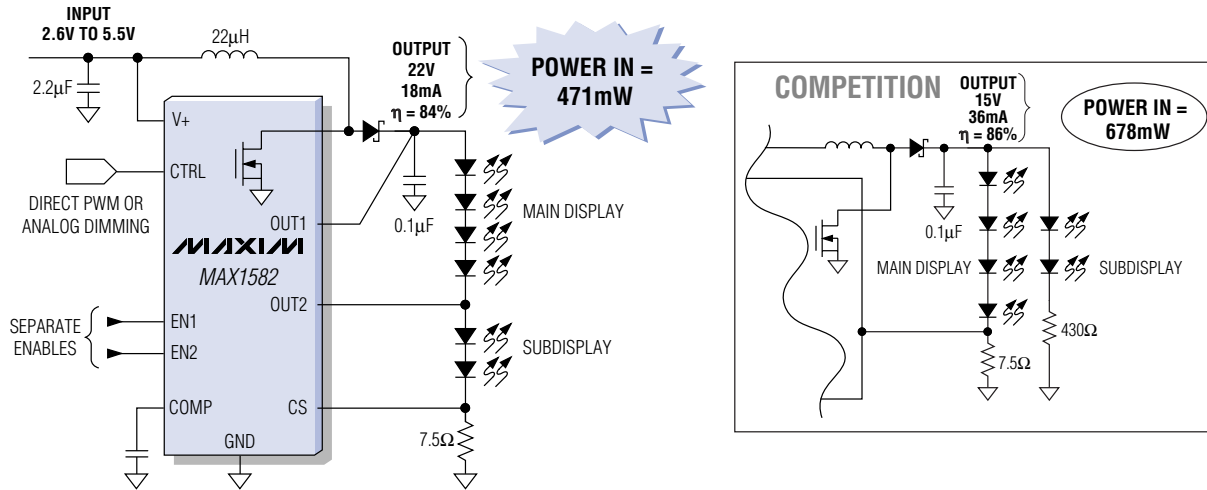 INPUT
2.6V TO 5.5V
22µH
2.2µF
OUTPUT
22V
18mA
η = 84%
POWER IN =
471mW
V+
CTRL
DIRECT PWM OR
ANALOG DIMMING
OUT1
0.1µF
MAIN DISPLAY
MAXIM
MAX1582
OUT2
SEPARATE
ENABLES
EN1
EN2
SUBDISPLAY
COMP
CS
GND
7.5Ω
COMPETITION
OUTPUT
15V
36mA
η = 86%
POWER IN =
678mW
0.1µF
MAIN DISPLAY
SUBDISPLAY
430Ω
7.5Ω